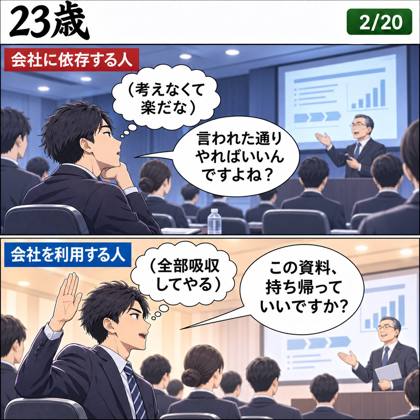 23歳
2/20
会社に依存する人
(考えなくて
楽だな)
言われた通り
やればいいん
ですよね？
会社を利用する人
(全部吸収
してやる)
この資料、
持ち帰って
いいですか?